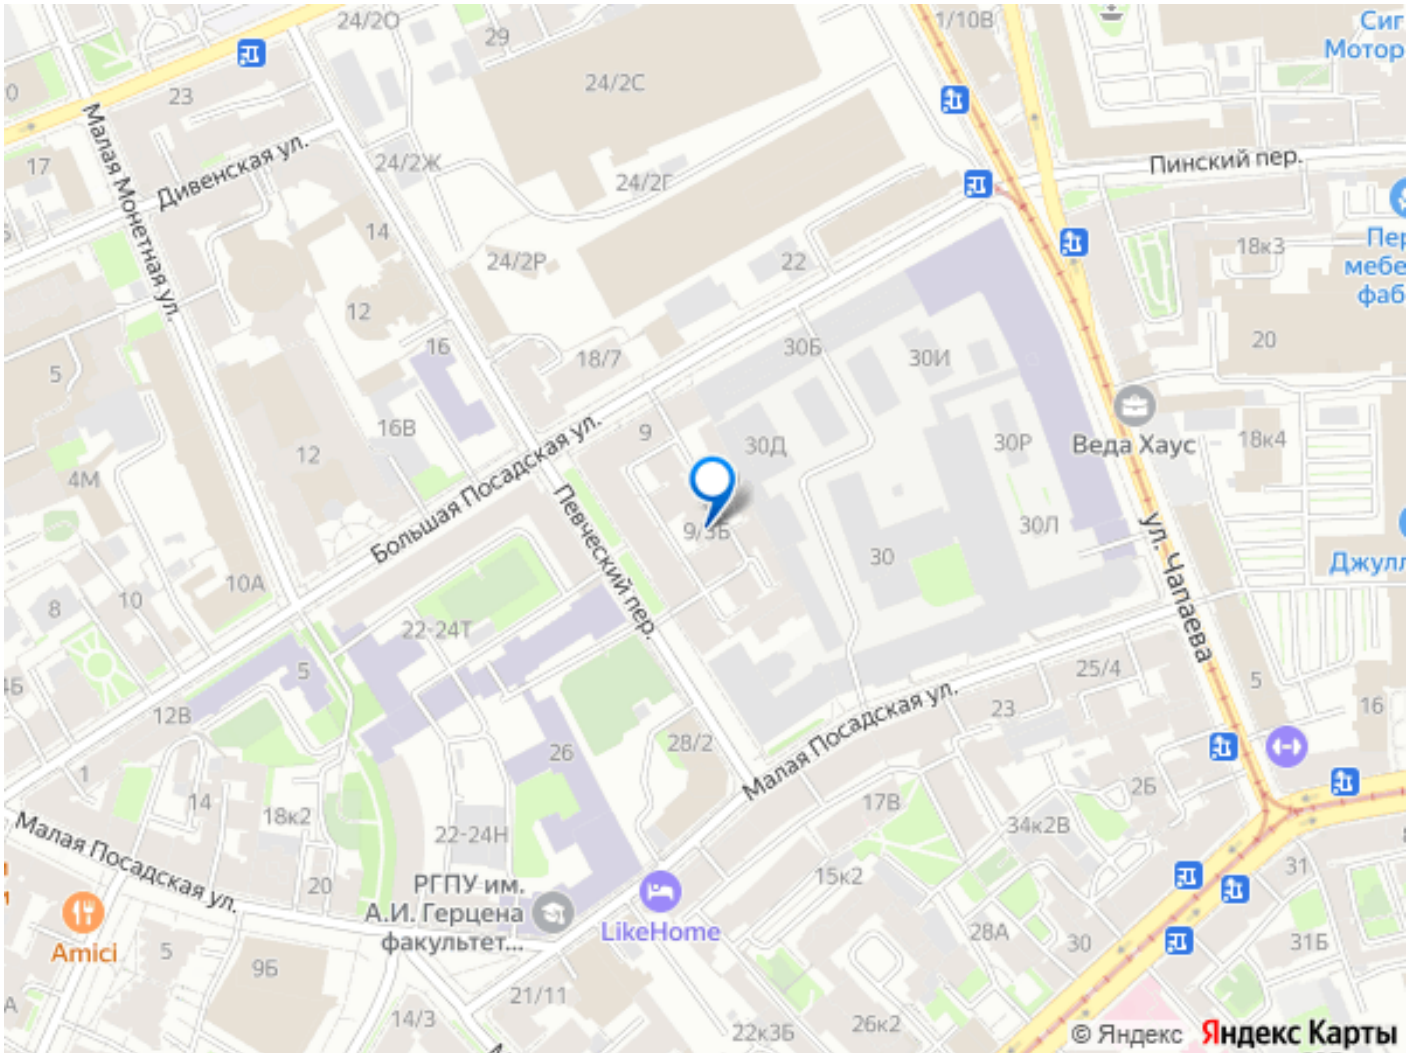 24/2О
29
1/10В
Сиг
Мотор
23
24/2С
17
Малая Монетная ул.
Дивенская ул.
24/2Ж
24/2Г
Пинский пер.
14
24/2Р
22
18к3
Пер
мебе
фаб
12
16
18/7
30Б
30И
20
5
16В
9
30Д
30Р
Веда Хаус
18к4
4М
12
Большая Посадская ул.
Певческий пер.
9/3Б
30
30Л
ул. Чапаева
Джулл
10А
8
10
22-24Т
5
25/4
5
4Б
12В
26
28/2
Малая Посадская ул.
23
16
1
14
18к2
22-24Н
17В
2Б
34к2В
Малая Посадская ул.
20
РГПУ им.
А.И. Герцена
факультет...
15к2
31
Amici
5
9Б
LikeHome
28А
30
31Б
21/11
14/3
22к3Б
26к2
© Яндекс Яндекс Карты